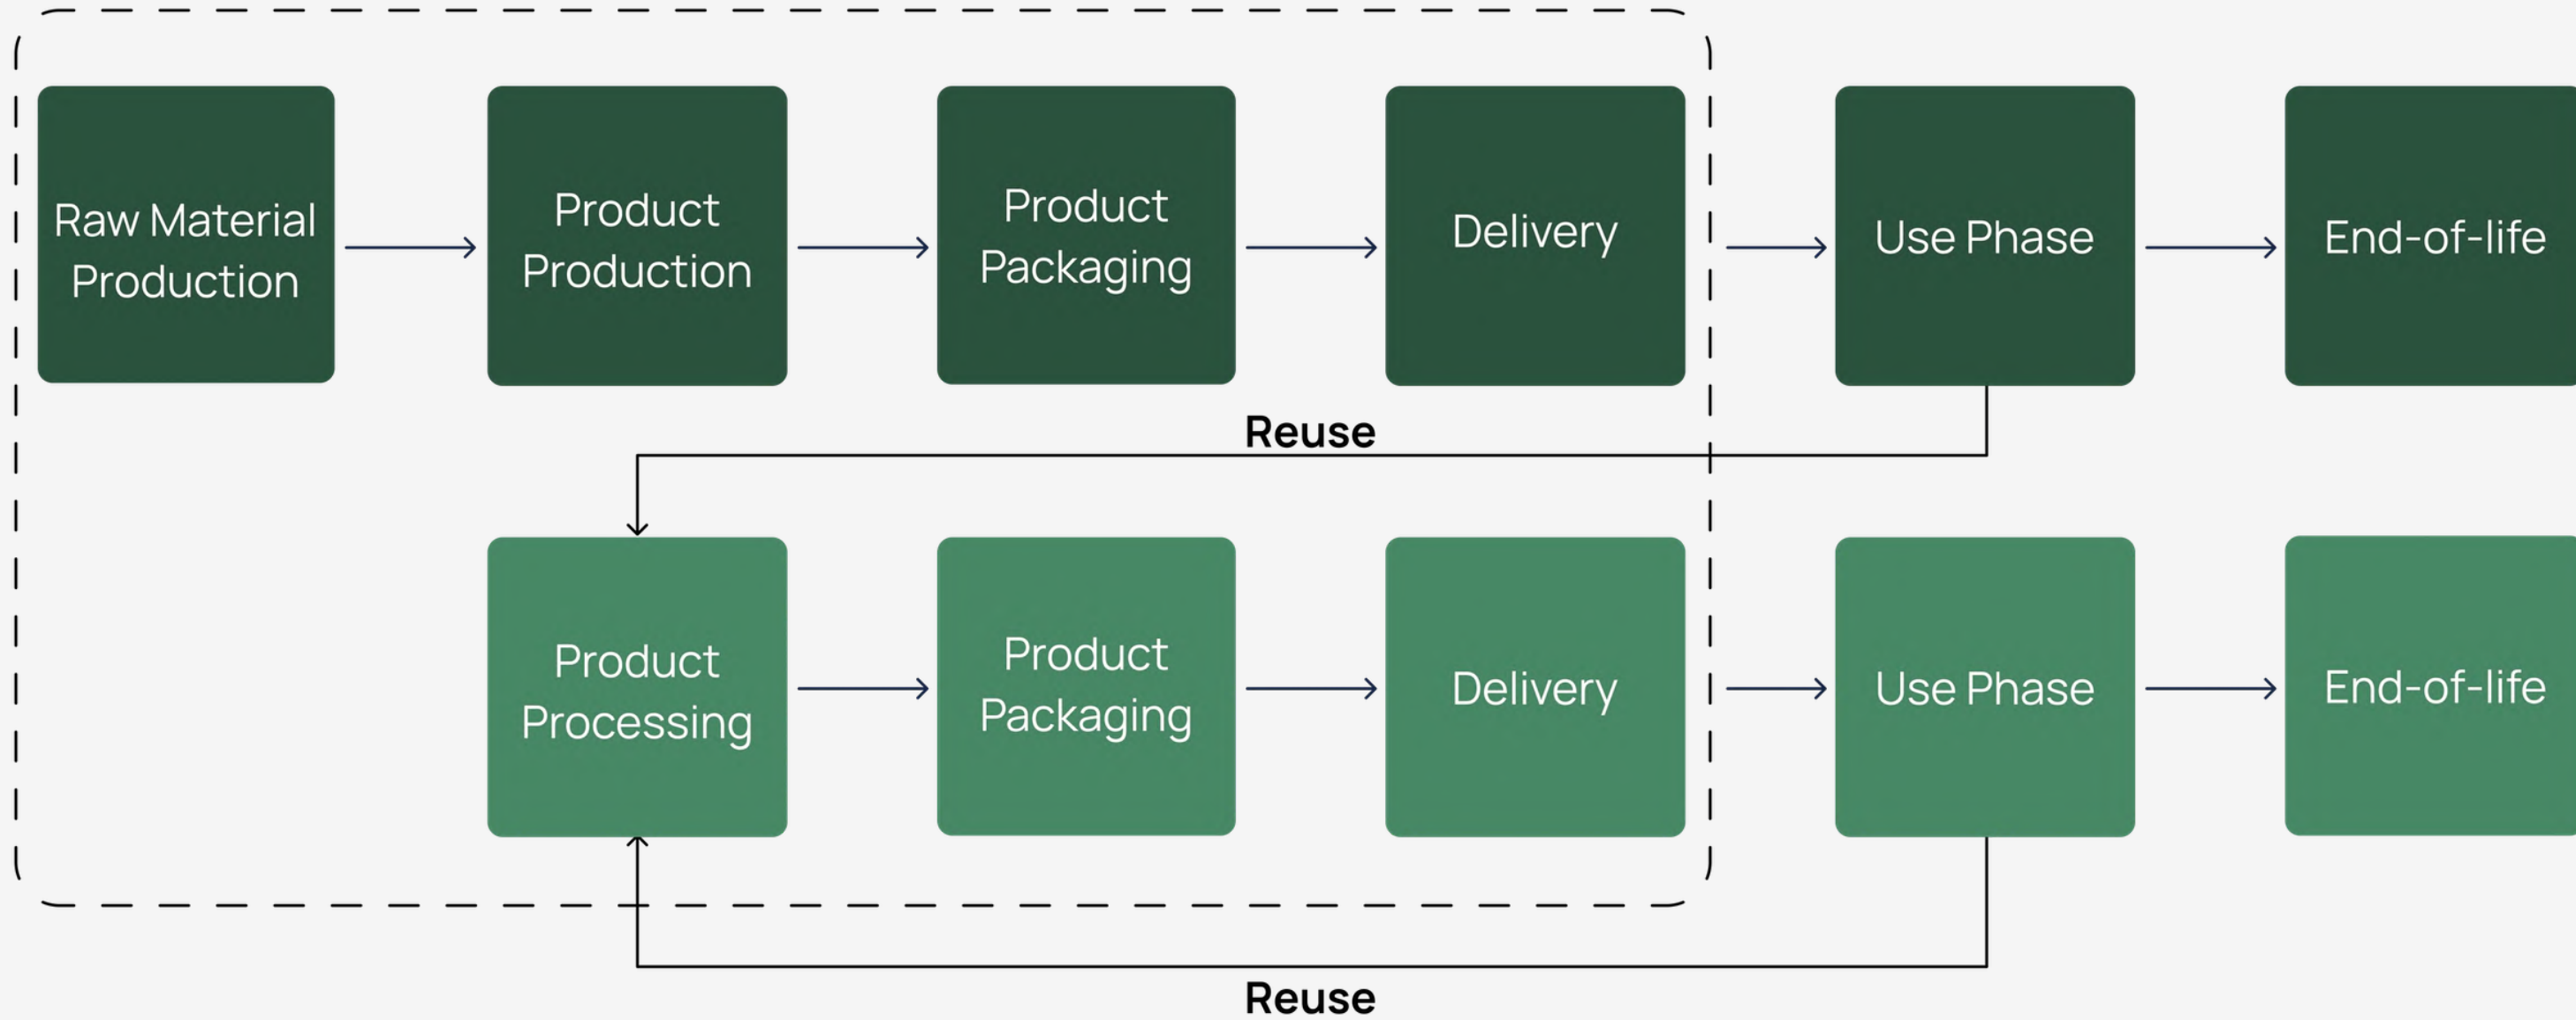 Raw Material
Production
Product
Production
Product
Packaging
Delivery
Use Phase
End-of-life
Reuse
Product
Processing
Product
Packaging
Delivery
Use Phase
End-of-life
Reuse